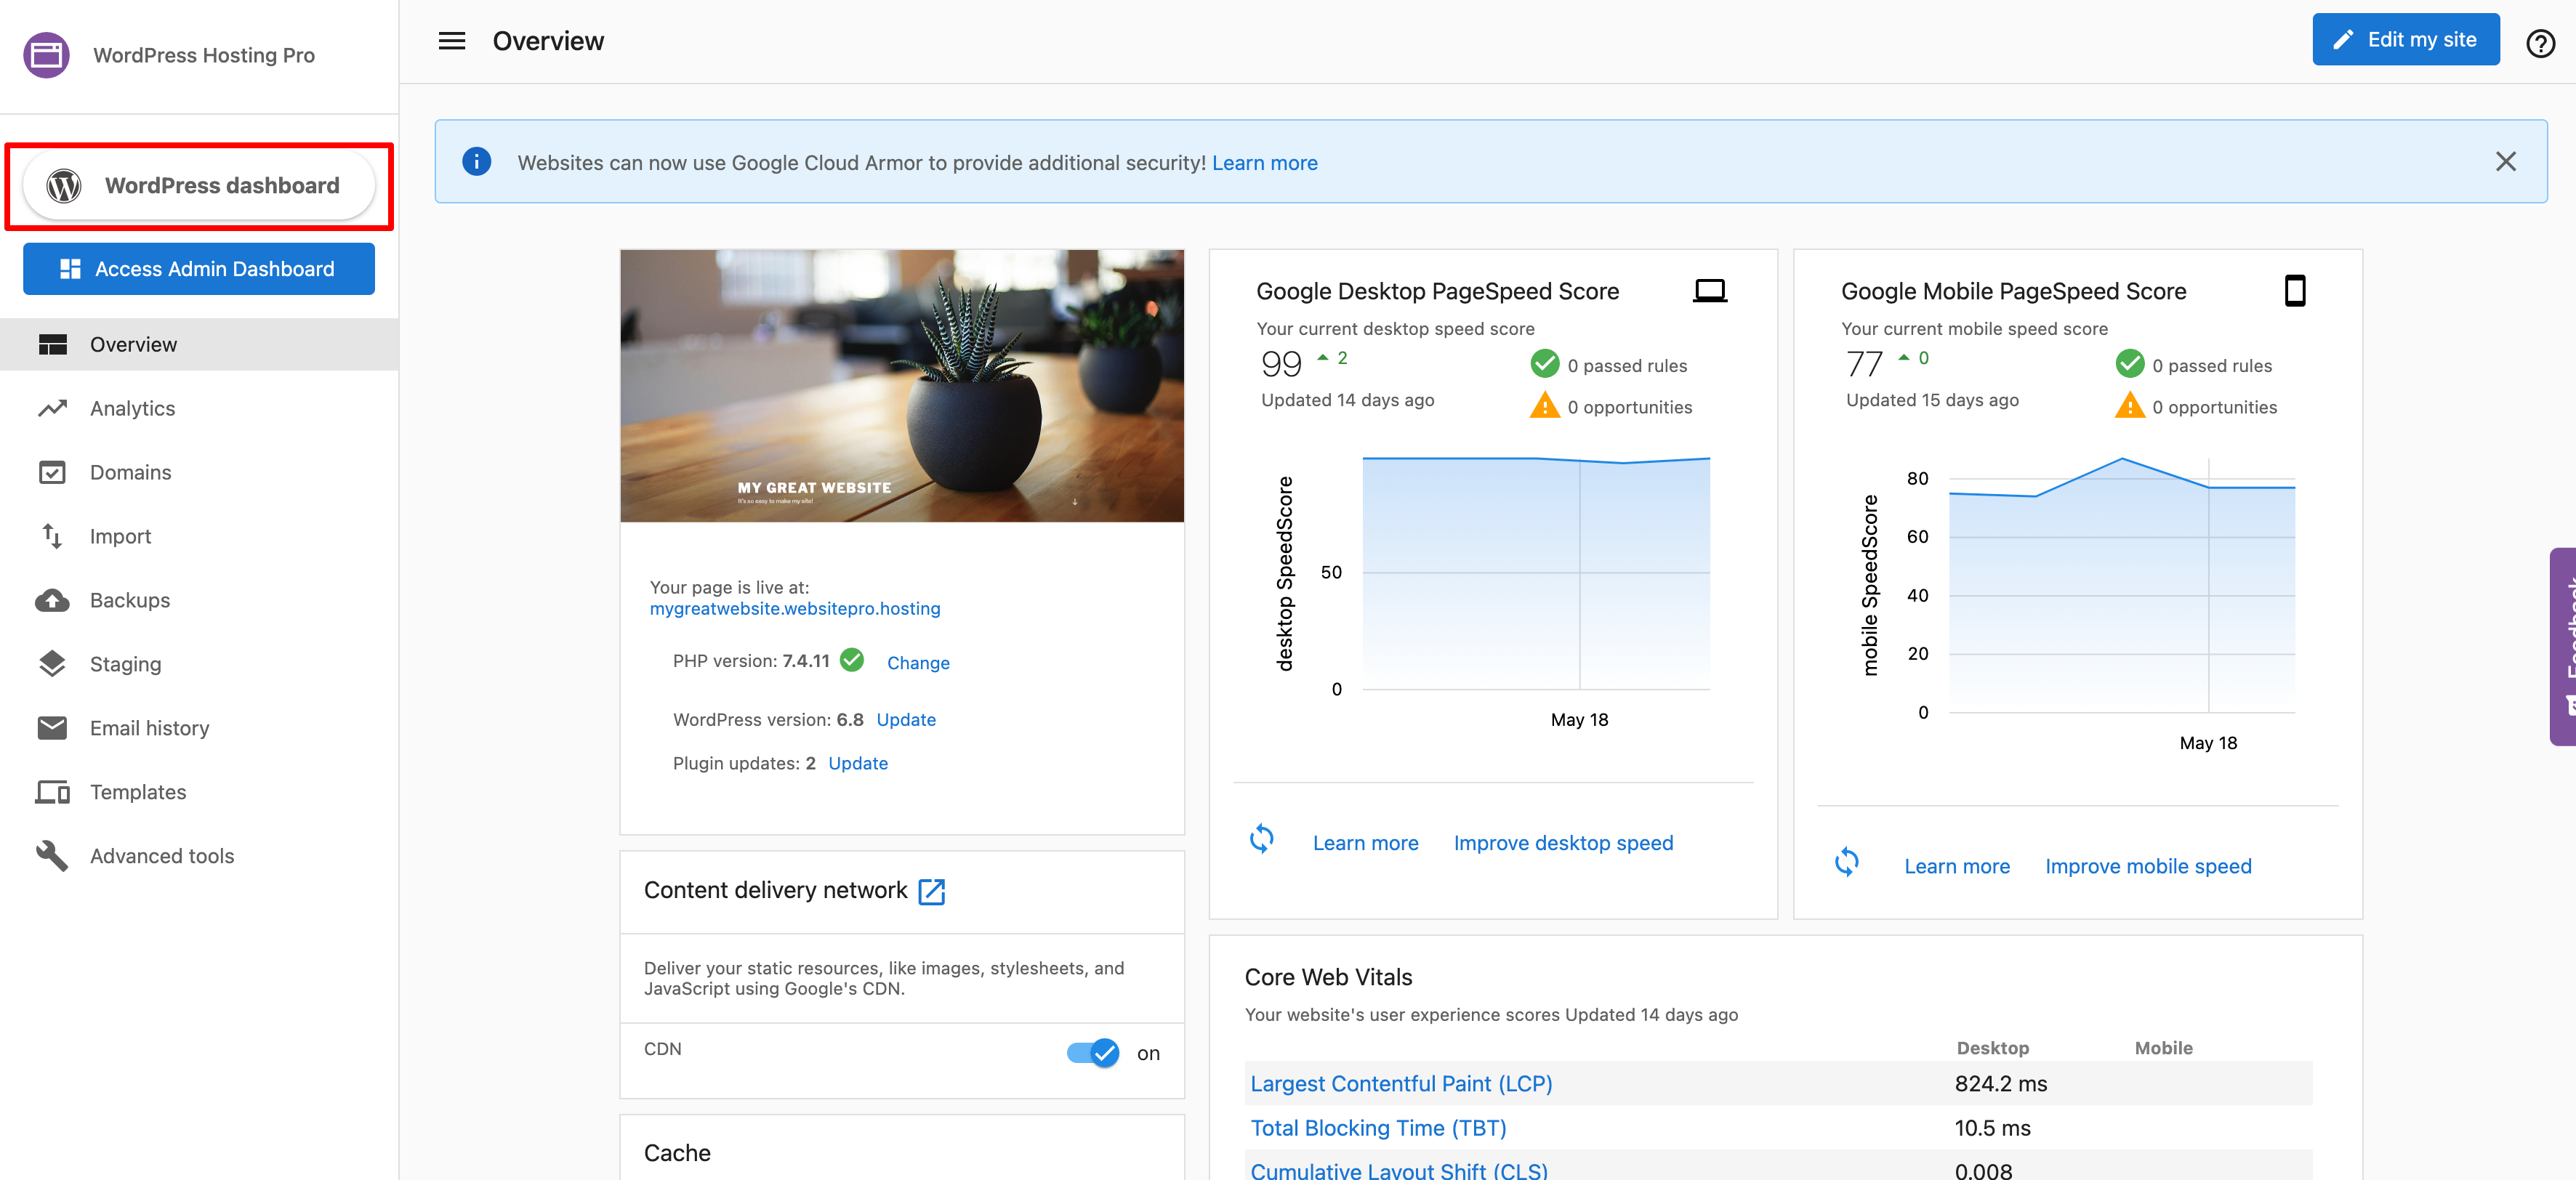 WordPress Hosting Pro
WordPress dashboard
Access Admin Dashboard
Overview
Analytics
Domains
Import
Backups
Staging
Email history
Templates
Advanced tools
Overview
Edit my site
Websites can now use Google Cloud Armor to provide additional security! Learn more
MY GREAT WEBSITE
It's so easy to make my site!
Your page is live at:
mygreatwebsite.websitepro.hosting
PHP version: 7.4.11 Change
WordPress version: 6.8 Update
Plugin updates: 2 Update
Content delivery network
Deliver your static resources, like images, stylesheets, and
JavaScript using Google's CDN.
CDN on
Cache
Google Desktop PageSpeed Score
Your current desktop speed score
99 2
0 passed rules
Updated 14 days ago
0 opportunities
desktop SpeedScore
50
0
May 18
Learn more Improve desktop speed
Google Mobile PageSpeed Score
Your current mobile speed score
77 0
0 passed rules
Updated 15 days ago
0 opportunities
mobile SpeedScore
80
60
40
20
0
May 18
Learn more Improve mobile speed
Core Web Vitals
Your website's user experience scores Updated 14 days ago
Desktop Mobile
Largest Contentful Paint (LCP) 824.2 ms
Total Blocking Time (TBT) 10.5 ms
Cumulative Layout Shift (CLS) 0.008
Feedback